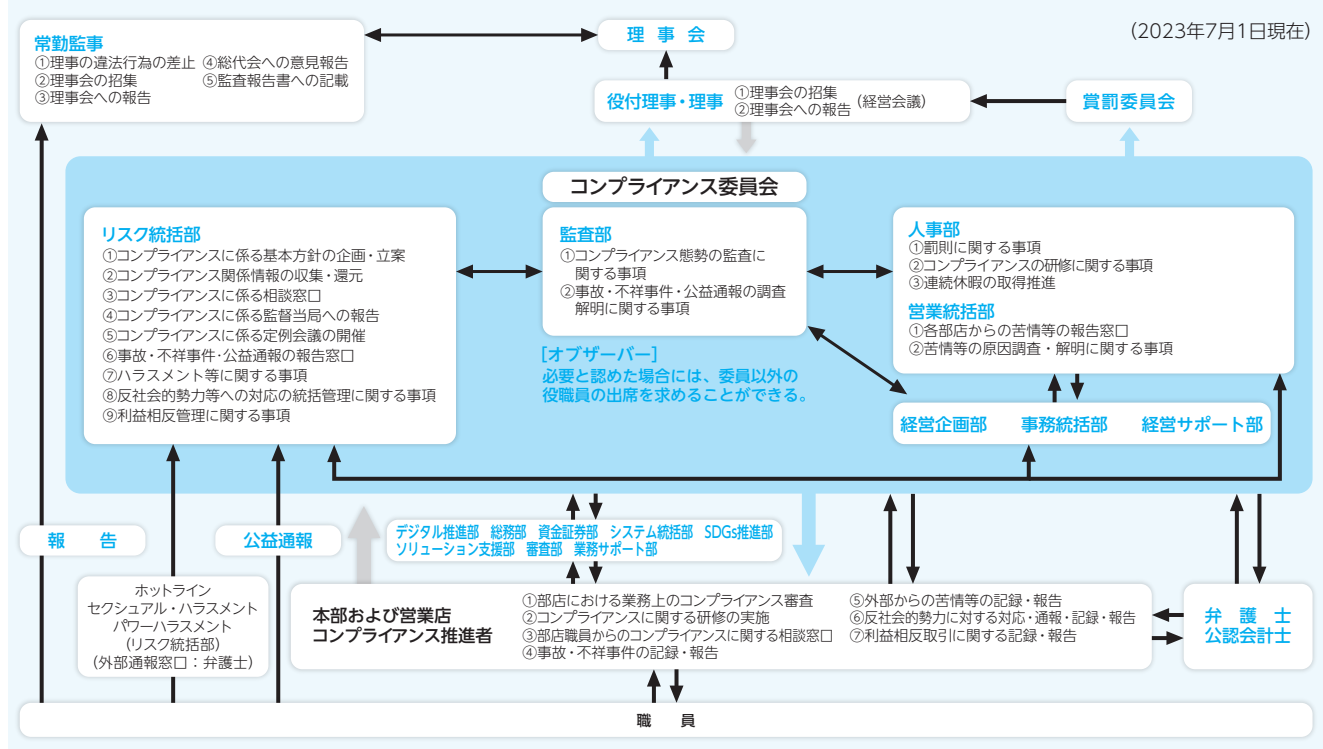 (2023年7月1日現在)
常勤監事
①理事の違法行為の差止 ④総代会への意見報告
②理事会の招集 ⑤監査報告書への記載
③理事会への報告
理事会
役付理事・理事 ①理事会の招集
②理事会への報告 (経営会議)
賞罰委員会
コンプライアンス委員会
リスク統括部
①コンプライアンスに係る基本方針の企画・立案
②コンプライアンス関係情報の収集・還元
③コンプライアンスに係る相談窓口
④コンプライアンスに係る監督当局への報告
⑤コンプライアンスに係る定例会議の開催
⑥事故・不祥事件・公益通報の報告窓口
⑦ハラスメント等に関する事項
⑧反社会的勢力等への対応の統括管理に関する事項
⑨利益相反管理に関する事項
監査部
①コンプライアンス態勢の監査に
関する事項
②事故・不祥事件・公益通報の調査
解明に関する事項
[オブザーバー]
必要と認めた場合には、委員以外の
役職員の出席を求めることができる。
人事部
①罰則に関する事項
②コンプライアンスの研修に関する事項
③連続休暇の取得推進
営業統括部
①各部店からの苦情等の報告窓口
②苦情等の原因調査・解明に関する事項
経営企画部 事務統括部 経営サポート部
報告
公益通報
デジタル推進部 総務部 資金証券部 システム統括部 SDGs推進部
ソリューション支援部 審査部 業務サポート部
ホットライン
セクシュアル・ハラスメント
パワーハラスメント
(リスク統括部)
(外部通報窓口:弁護士)
本部および営業店
コンプライアンス推進者
①部店における業務上のコンプライアンス審査
②コンプライアンスに関する研修の実施
③部店職員からのコンプライアンスに関する相談窓口
④事故・不祥事件の記録・報告
⑤外部からの苦情等の記録・報告
⑥反社会的勢力に対する対応・通報・記録・報告
⑦利益相反取引に関する記録・報告
弁護士
公認会計士
職員